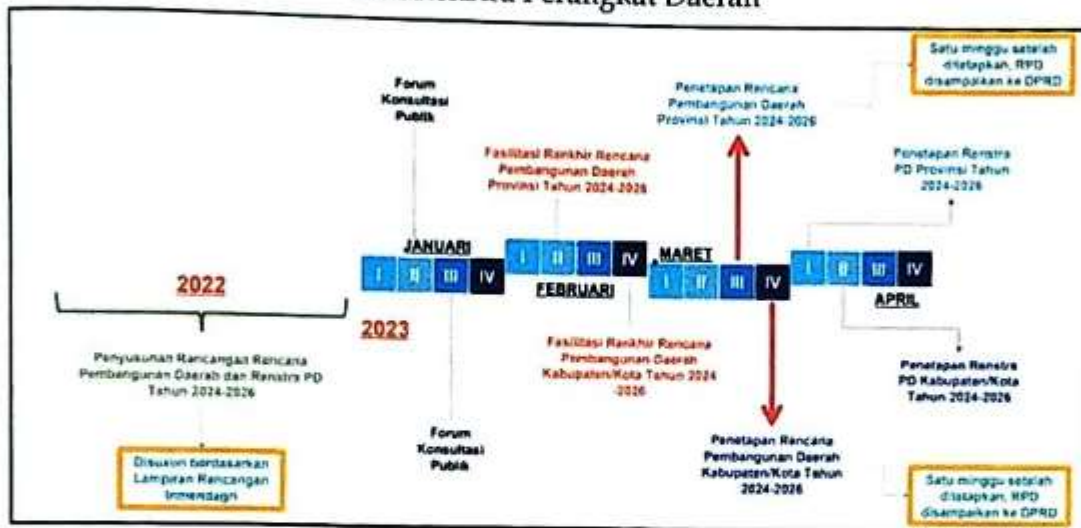 Perangkat Daerah
Satu minggu setelah
ditetapkan, RPD
disampaikan ke DPRD
Forum
Konsultasi
Publik
Penetapan Rencana
Pembangunan Daerah
Provinsi Tahun 2024-2026
Fasilitasi Rankhir Rencana
Pembangunan Daerah
Provinsi Tahun 2024-2026
Penetapan Renstra
PD Provinsi Tahun
2024-2026
JANUARI
I II III IV
I II III IV
FEBRUARI
MARET
I II III IV
I II III IV
APRIL
2022
2023
Penyusunan Rancangan Rencana
Pembangunan Daerah dan Renstra PD
Tahun 2024-2026
Fasilitasi Rankhir Rencana
Pembangunan Daerah
Kabupaten/Kota Tahun 2024
-2026
Penetapan Renstra
PD Kabupaten/Kota
Tahun 2024-2026
Forum
Konsultasi
Publik
Penetapan Rencana
Pembangunan Daerah
Kabupaten/Kota Tahun
2024-2026
Disusun berdasarkan
Lampiran Rancangan
Inmendagri
Satu minggu setelah
ditetapkan, RPD
disampaikan ke DPRD